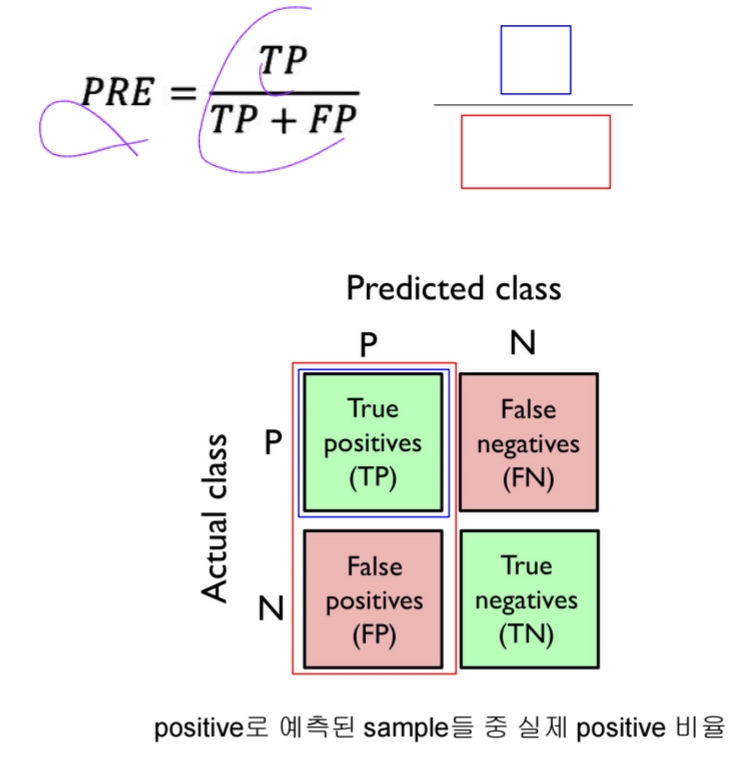 PRE = TP / TP + FP
Predicted class
P N
Actual class
P
True positives (TP)
False negatives (FN)
N
False positives (FP)
True negatives (TN)
positive로 예측된 sample들 중 실제 positive 비율